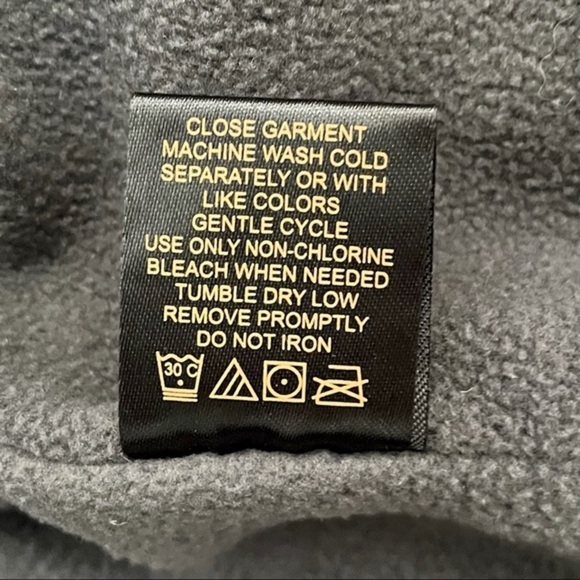 CLOSE GARMENT
MACHINE WASH COLD
SEPARATELY OR WITH
LIKE COLORS
GENTLE CYCLE
USE ONLY NON-CHLORINE
BLEACH WHEN NEEDED
TUMBLE DRY LOW
REMOVE PROMPTLY
DO NOT IRON
30 C